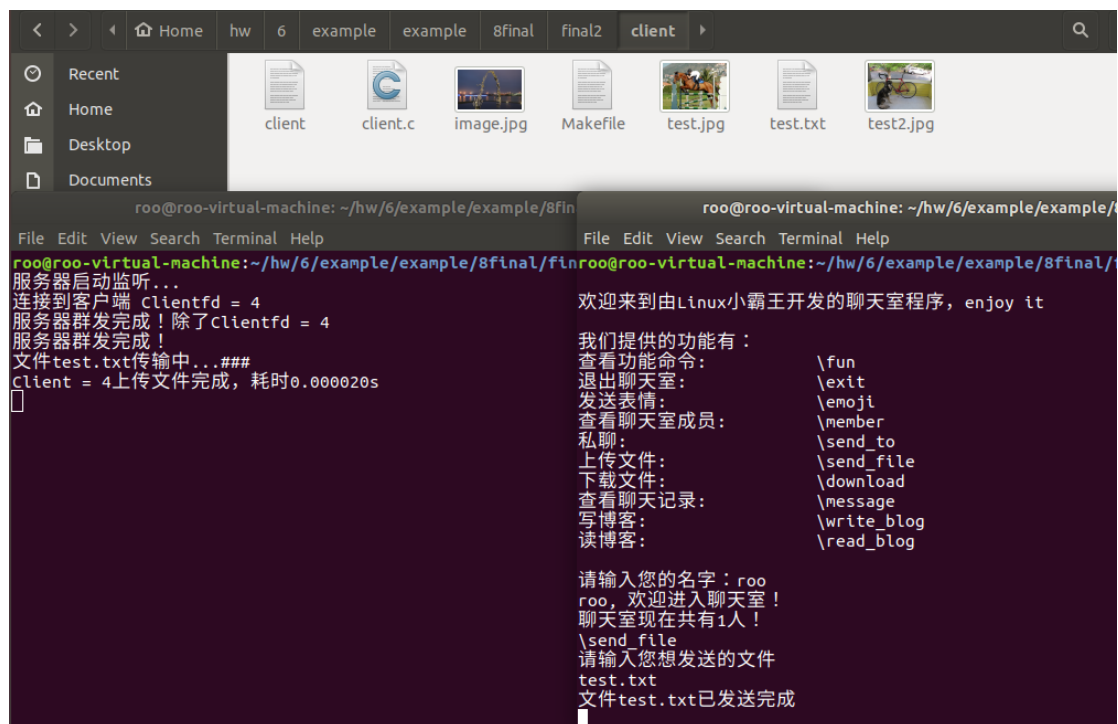 Home hw 6 example example 8final final2 client
Recent
Home
Desktop
Documents
client client.c image.jpg Makefile test.jpg test.txt test2.jpg
roo@roo-virtual-machine: ~/hw/6/example/example/8fin
File Edit View Search Terminal Help
roo@roo-virtual-machine:~/hw/6/example/example/8final/fin
服务器启动监听...
连接到客户端 Clientfd = 4
服务器群发完成！除了Clientfd = 4
服务器群发完成！
文件test.txt传输中...###
Client = 4上传文件完成，耗时0.000020s
roo@roo-virtual-machine: ~/hw/6/example/example/8
File Edit View Search Terminal Help
roo@roo-virtual-machine:~/hw/6/example/example/8final/f
欢迎来到由Linux小霸王开发的聊天室程序，enjoy it
我们提供的功能有：
查看功能命令: \fun
退出聊天室: \exit
发送表情: \emoji
查看聊天室成员: \member
私聊: \send_to
上传文件: \send_file
下载文件: \download
查看聊天记录: \message
写博客: \write_blog
读博客: \read_blog
请输入您的名字：roo
roo, 欢迎进入聊天室！
聊天室现在共有1人！
\send_file
请输入您想发送的文件
test.txt
文件test.txt已发送完成